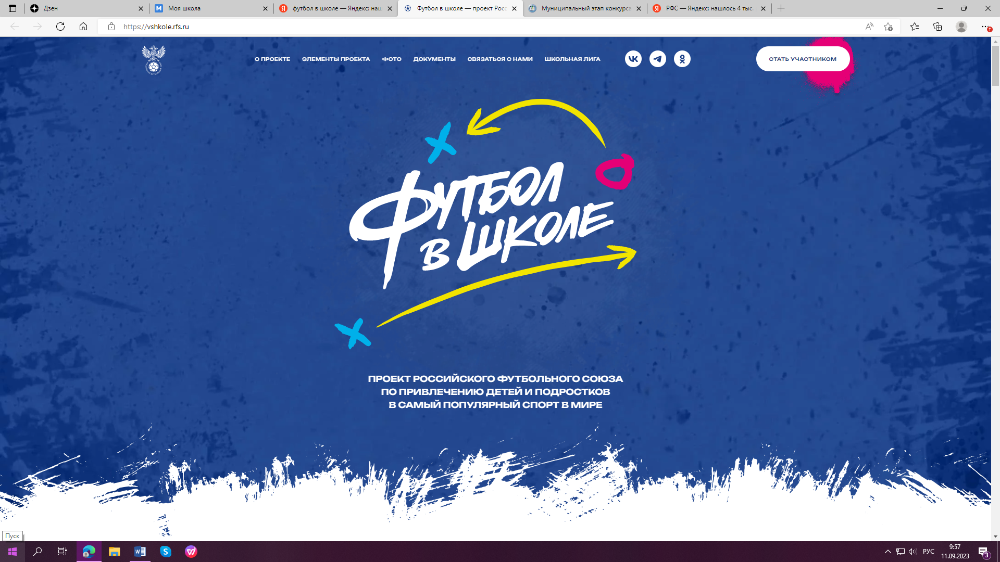 Дзен
Моя школа
футбол в школе — Яндекс: наш
Футбол в школе — проект Росс
Муниципальный этап конкурса
РФС — Яндекс: нашлось 4 тыс.
https://vshkole.rfs.ru
О ПРОЕКТЕ
ЭЛЕМЕНТЫ ПРОЕКТА
ФОТО
ДОКУМЕНТЫ
СВЯЗАТЬСЯ С НАМИ
ШКОЛЬНАЯ ЛИГА
СТАТЬ УЧАСТНИКОМ
ФУТБОЛ
В ШКОЛЕ
ПРОЕКТ РОССИЙСКОГО ФУТБОЛЬНОГО СОЮЗА
ПО ПРИВЛЕЧЕНИЮ ДЕТЕЙ И ПОДРОСТКОВ
В САМЫЙ ПОПУЛЯРНЫЙ СПОРТ В МИРЕ
Пуск
РУС
9:57
11.09.2023
3